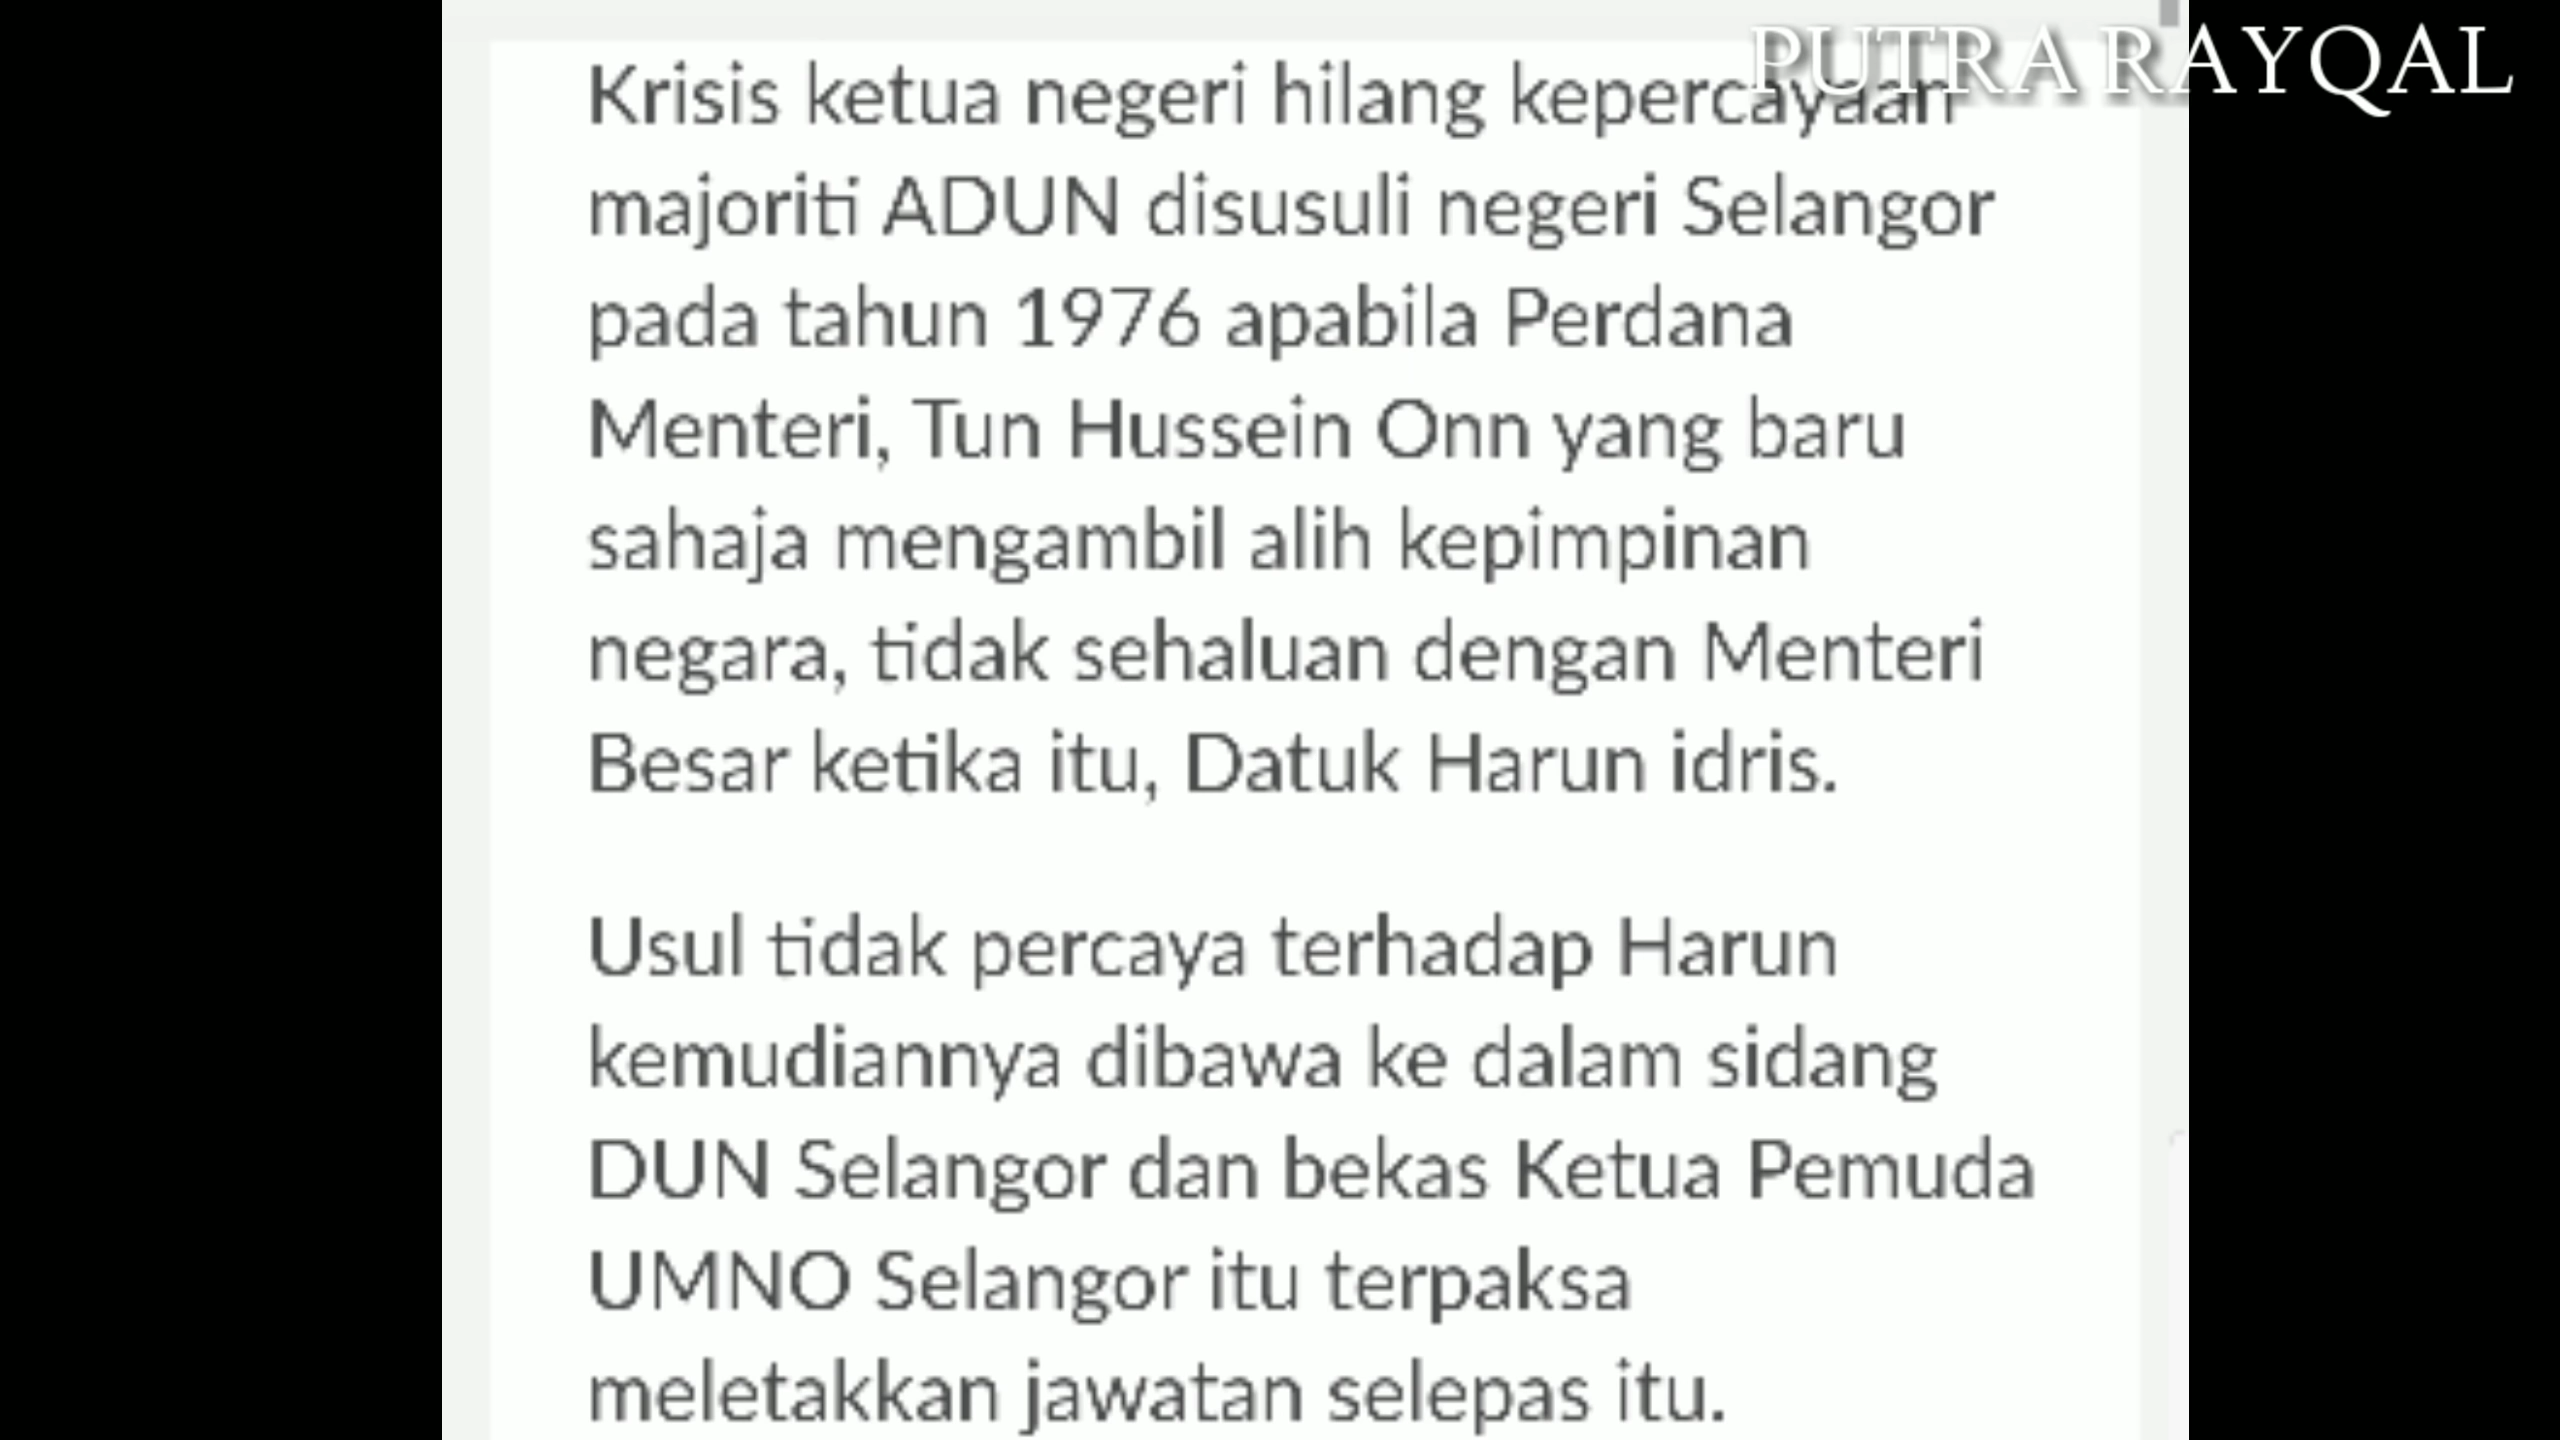 PUTRA RAYQAL
Krisis ketua negeri hilang kepercayaan
majoriti ADUN disusuli negeri Selangor
pada tahun 1976 apabila Perdana
Menteri, Tun Hussein Onn yang baru
sahaja mengambil alih kepimpinan
negara, tidak sehaluan dengan Menteri
Besar ketika itu, Datuk Harun idris.
Usul tidak percaya terhadap Harun
kemudiannya dibawa ke dalam sidang
DUN Selangor dan bekas Ketua Pemuda
UMNO Selangor itu terpaksa
meletakkan jawatan selepas itu.